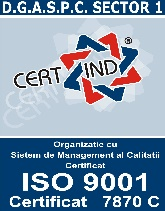 D.G.A.S.P.C. SECTOR 1
CERT IND
Organizatie cu
Sistem de Management al Calitatii
Certificat
ISO 9001
Certificat 7870 C